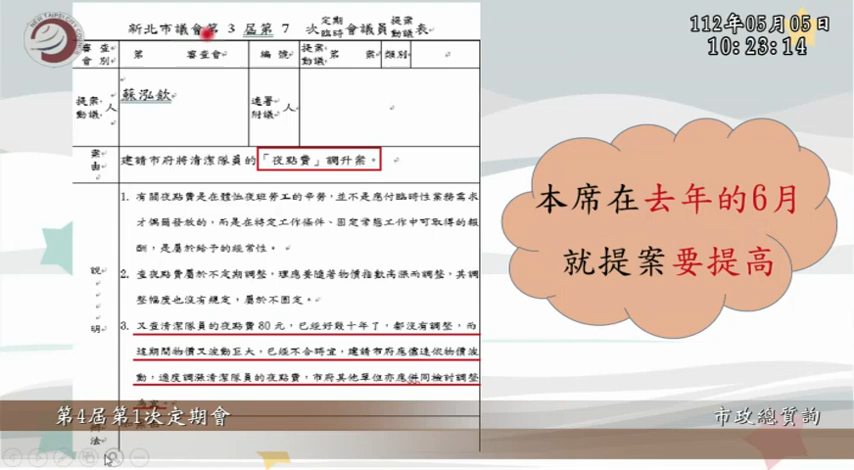 新北市議會第 3 屆第 7 次定期臨時會議員提案動議表
112年05月05日
10:23:14
審查會別 第 審查會 編號 提案動議 第 案 類別
提案動議人 蘇泓欽 連署附議人
案由 建請市府將清潔隊員的「夜點費」調升案。
說明
1. 有關夜點費是在體恤夜班勞工的辛勞，並不是應付臨時性業務需求
才偶爾發放的，而是在特定工作條件、固定常態工作中可取得的報
酬，是屬於給予的經常性。
2. 查夜點費屬於不定期調整，理應要隨著物價指數高漲而調整，其調
整幅度也沒有規定，屬於不固定。
3. 又查清潔隊員的夜點費80元，已經好幾十年了，都沒有調整，而
這期間物價又波動巨大，已經不合時宜，建請市府應儘速依物價波
動，適度調漲清潔隊員的夜點費，市府其他單位亦應併同檢討調整
法
本席在去年的6月
就提案要提高
第4屆第1次定期會
市政總質詢